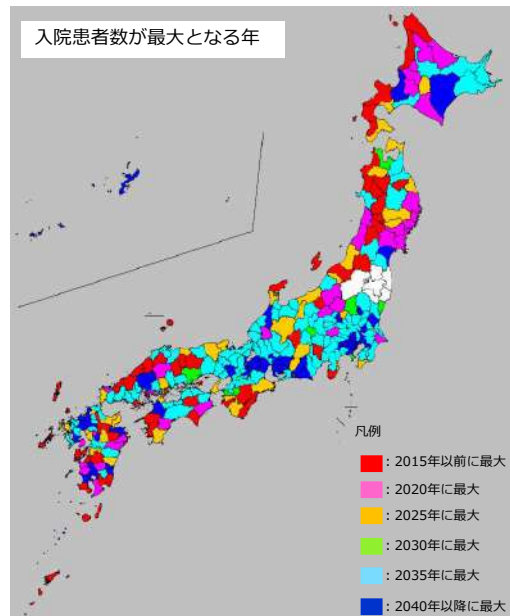 入院患者数が最大となる年
凡例
：2015年以前に最大
：2020年に最大
：2025年に最大
：2030年に最大
：2035年に最大
：2040年以降に最大